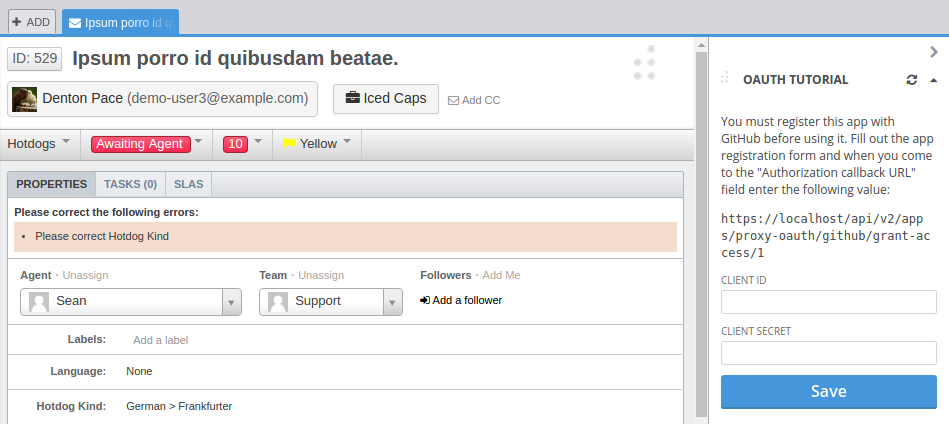 + ADD
Ipsum porro id q
ID: 529
Ipsum porro id quibusdam beatae.
Denton Pace (demo-user3@example.com)
Iced Caps
Add CC
Hotdogs
Awaiting Agent
10
Yellow
PROPERTIES
TASKS (0)
SLAS
Please correct the following errors:
• Please correct Hotdog Kind
Agent · Unassign
Team · Unassign
Followers · Add Me
Sean
Support
Add a follower
Labels:
Add a label
Language:
None
Hotdog Kind:
German > Frankfurter
OAUTH TUTORIAL
You must register this app with
GitHub before using it. Fill out the app
registration form and when you come
to the "Authorization callback URL"
field enter the following value:
https://localhost/api/v2/app
s/proxy-oauth/github/grant-ac
cess/1
CLIENT ID
CLIENT SECRET
Save